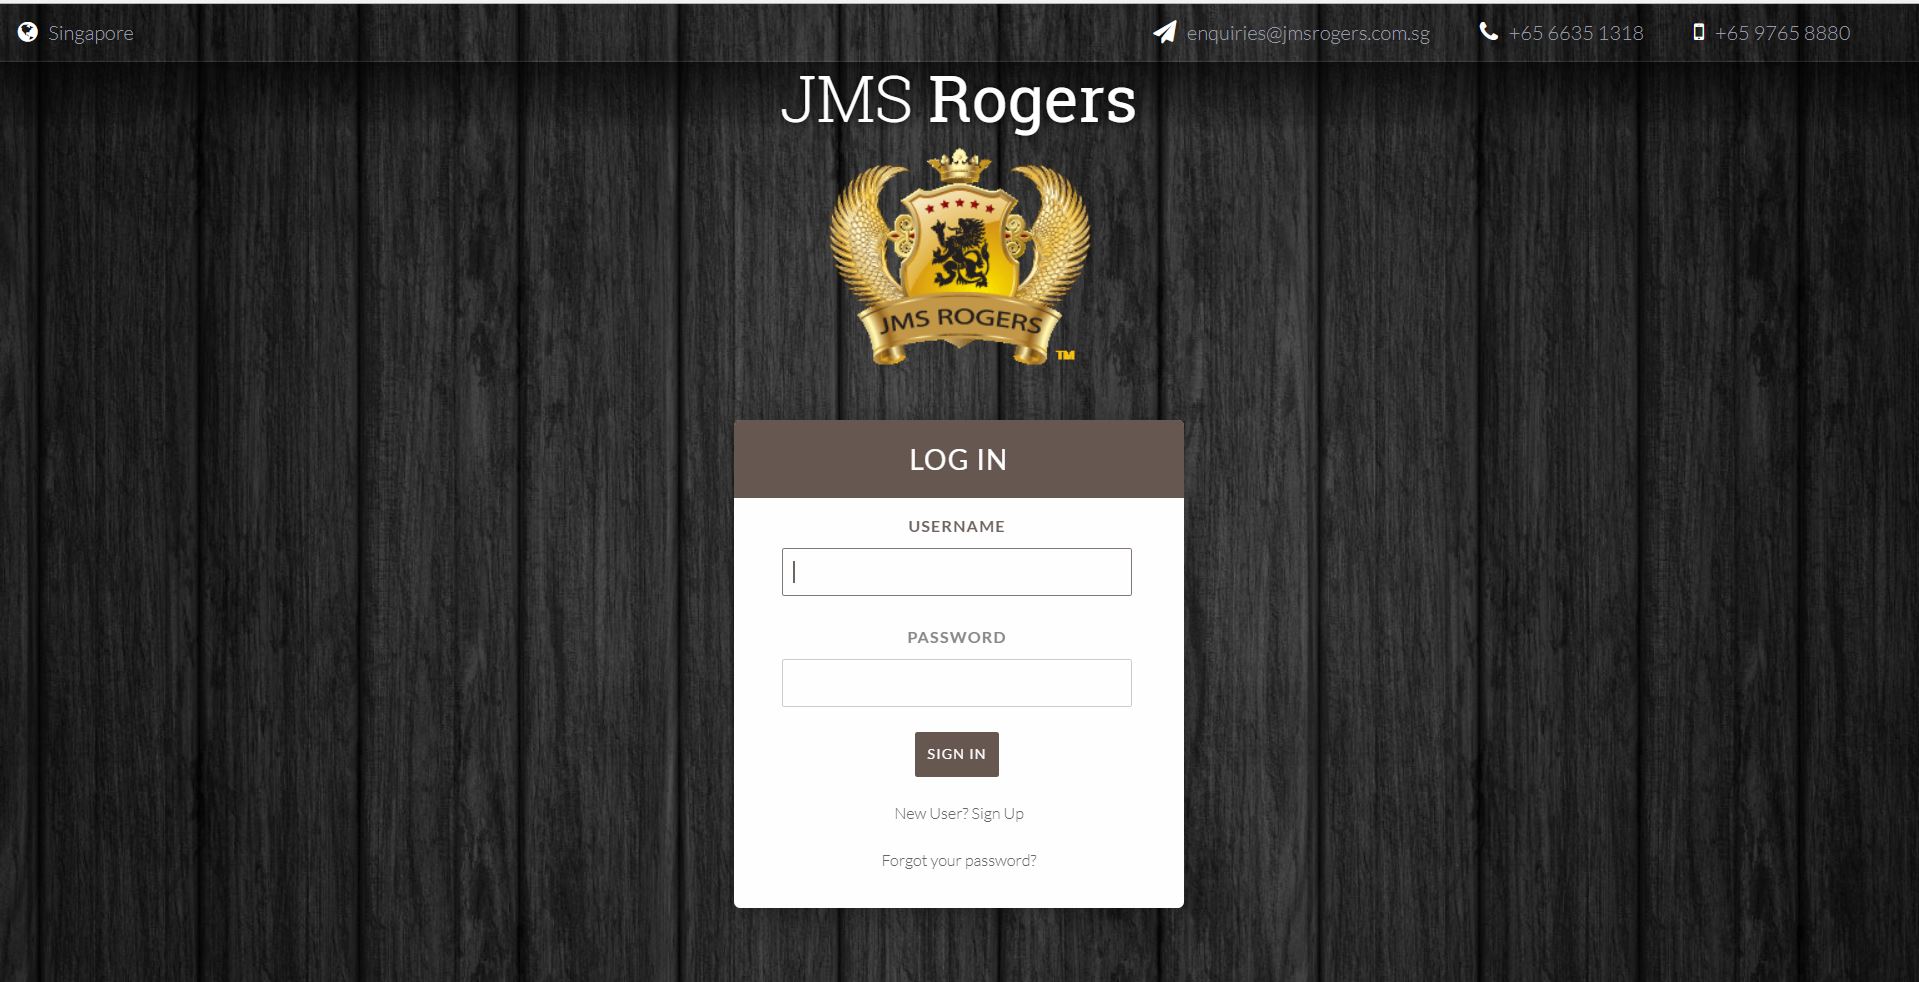 Singapore
enquiries@jmsrogers.com.sg
+65 6635 1318
+65 9765 8880
JMS Rogers
JMS ROGERS
TM
LOG IN
USERNAME
PASSWORD
SIGN IN
New User? Sign Up
Forgot your password?